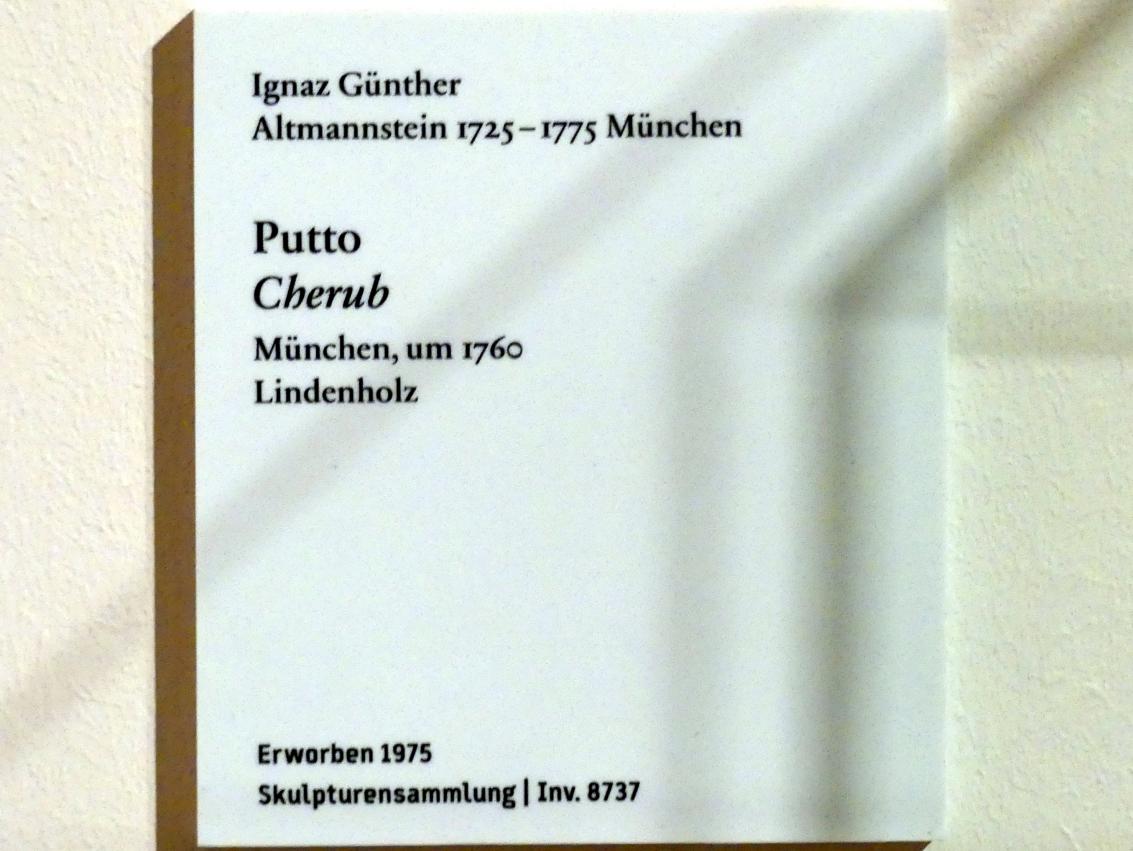 Ignaz Günther
Altmannstein 1725–1775 München
Putto
Cherub
München, um 1760
Lindenholz
Erworben 1975
Skulpturensammlung | Inv. 8737